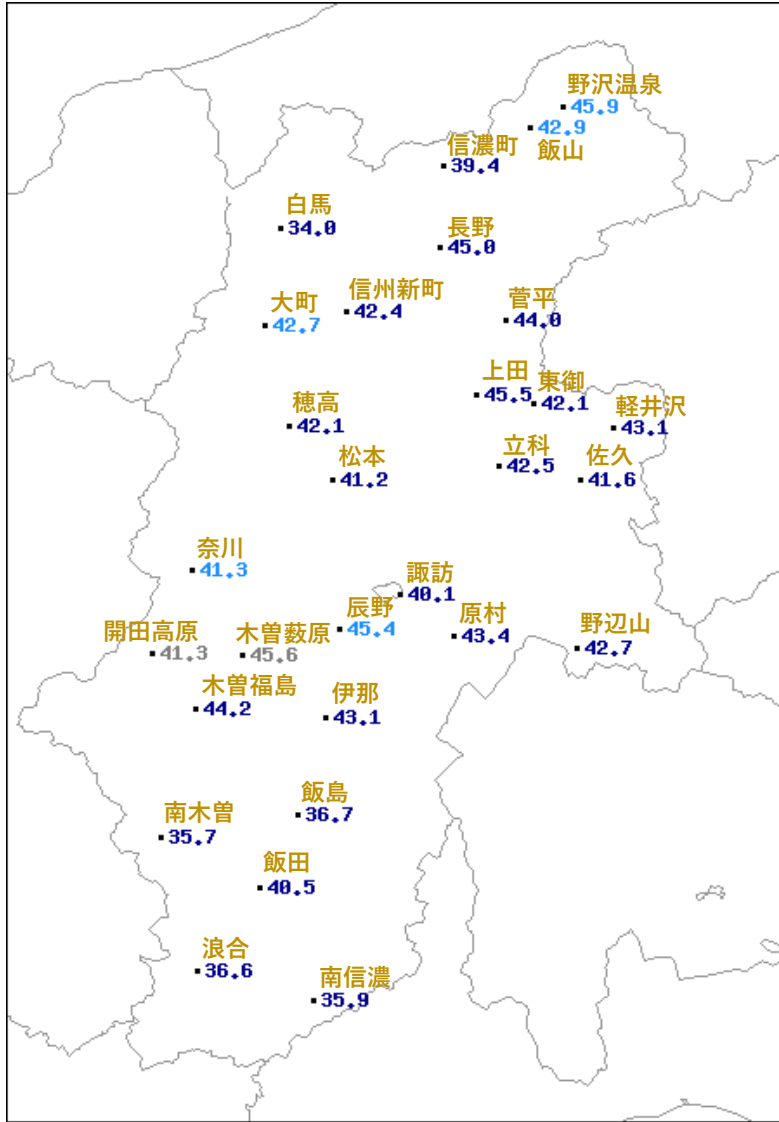 野沢温泉
45.9
42.9
飯山
信濃町
39.4
白馬
34.0
長野
45.0
大町
42.7
信州新町
42.4
菅平
44.0
上田
45.5
東御
42.1
穂高
42.1
軽井沢
43.1
松本
41.2
立科
42.5
佐久
41.6
奈川
41.3
諏訪
40.1
辰野
45.4
原村
43.4
野辺山
42.7
開田高原
41.3
木曽薮原
45.6
木曽福島
44.2
伊那
43.1
飯島
36.7
南木曽
35.7
飯田
40.5
浪合
36.6
南信濃
35.9